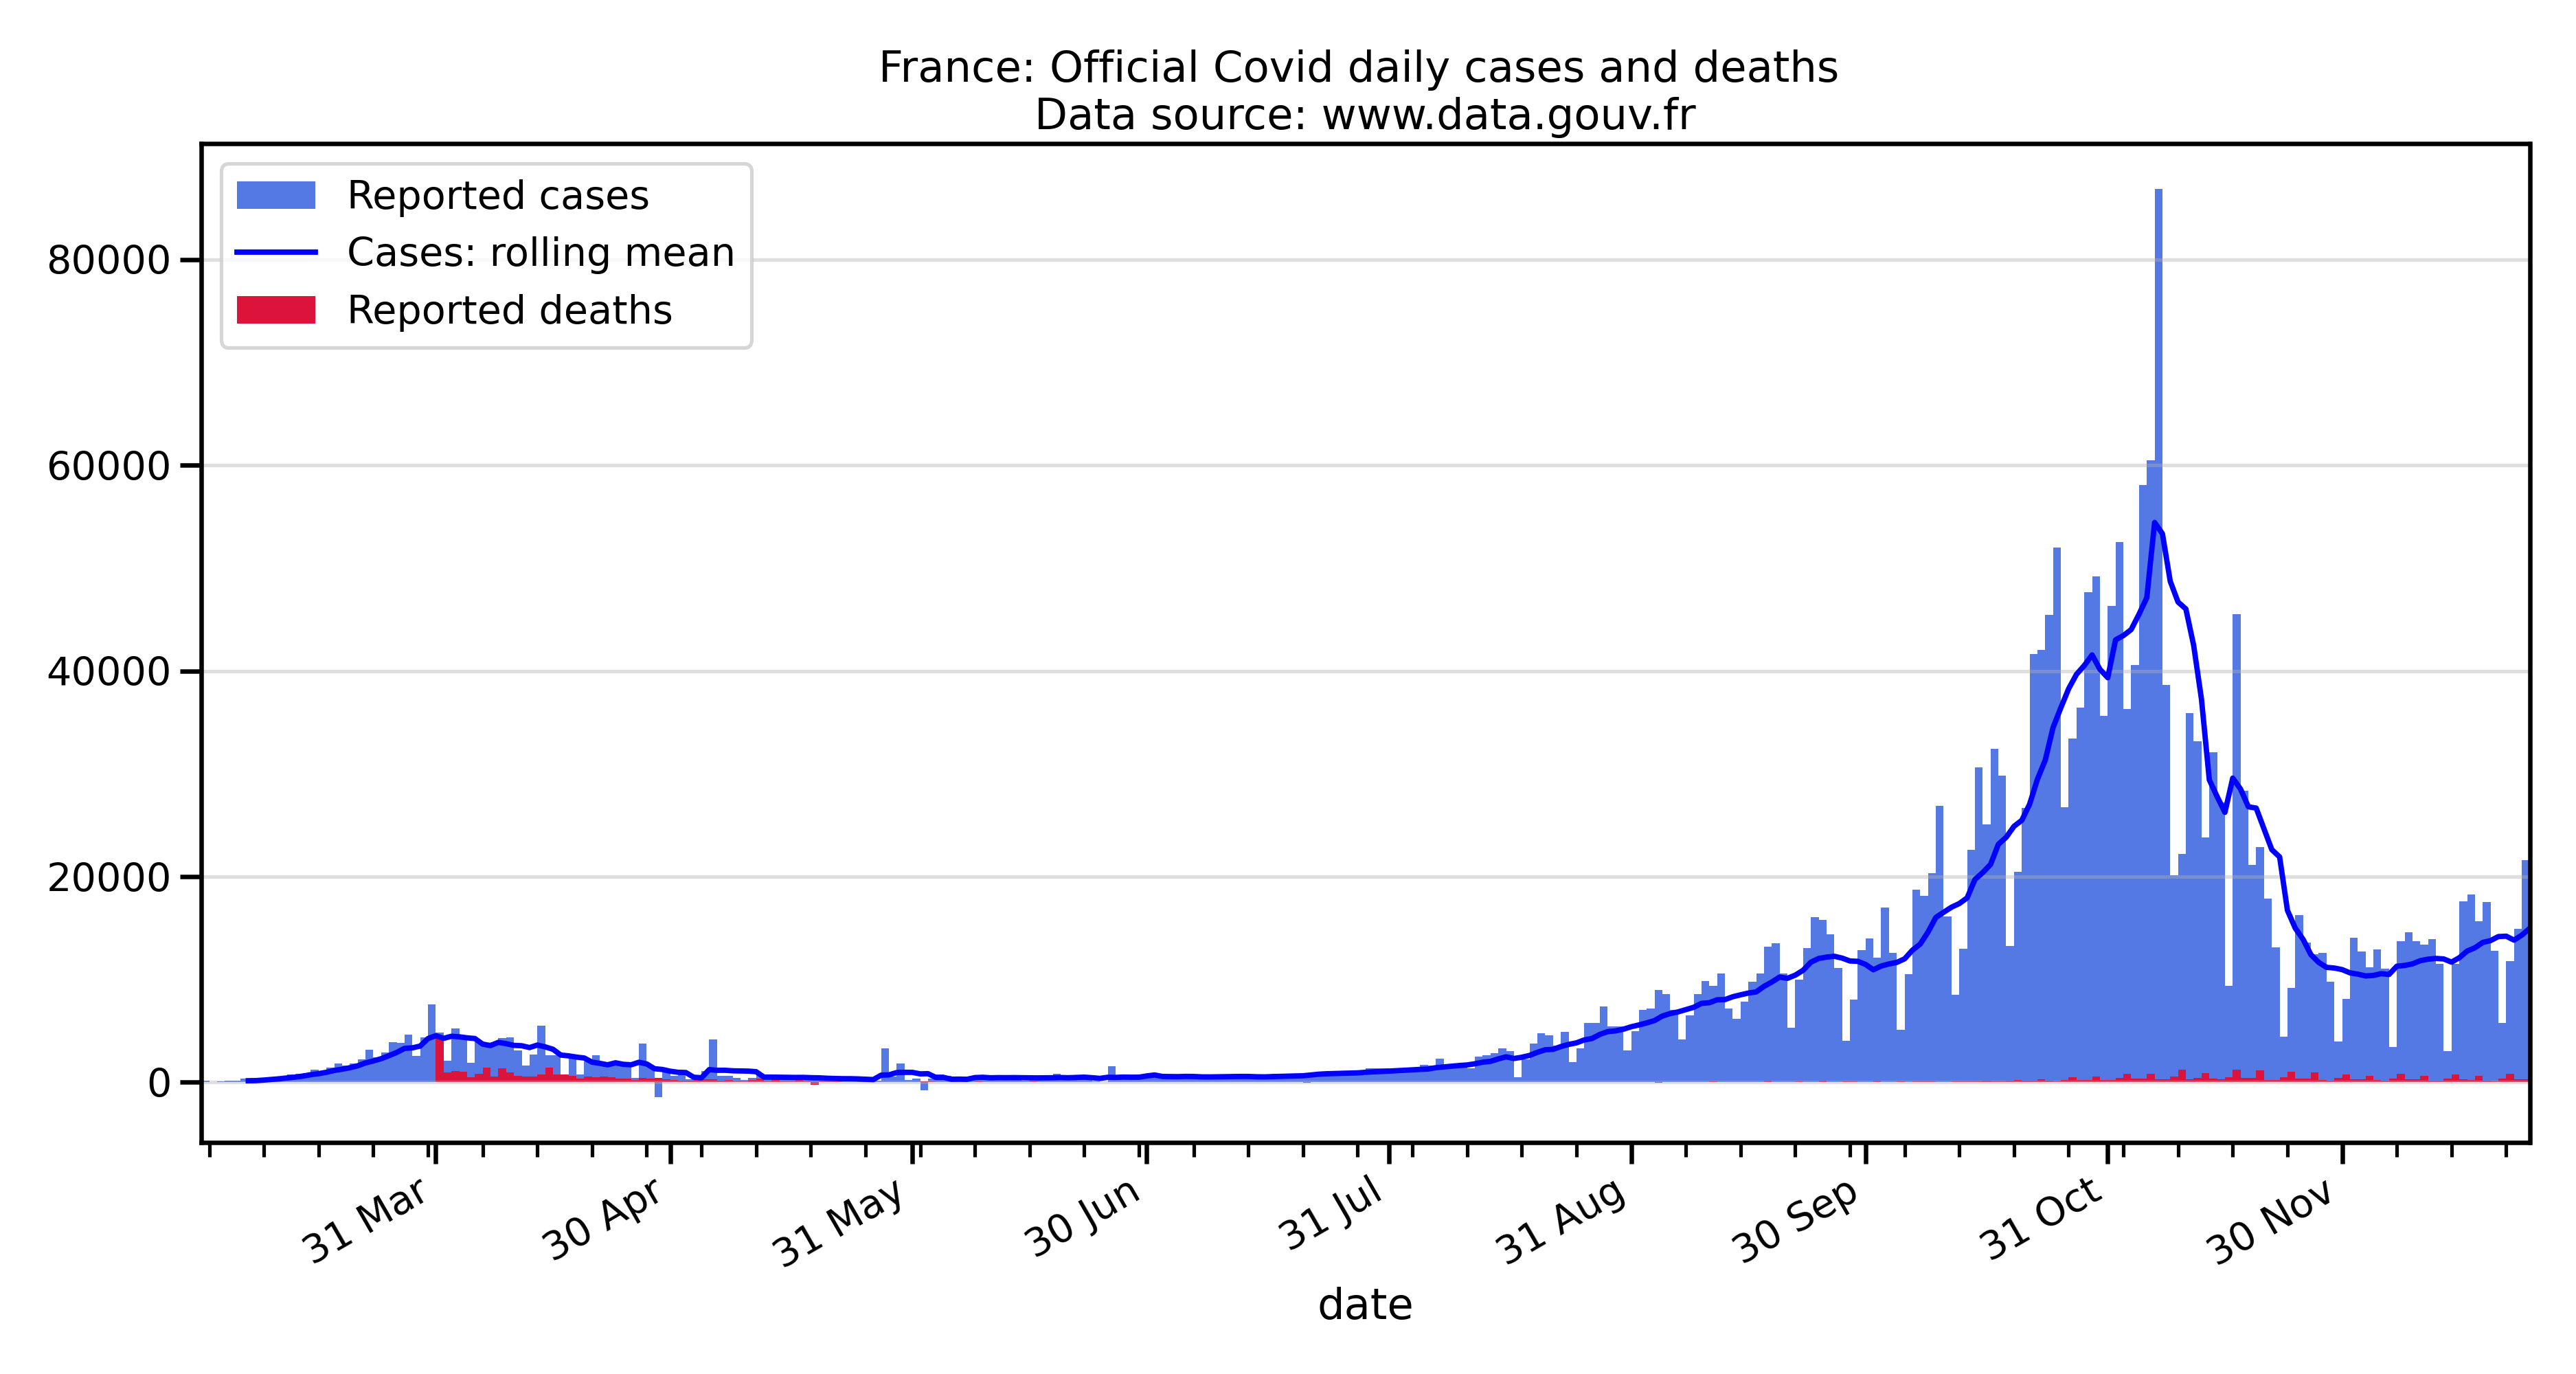 France: Official Covid daily cases and deaths
Data source: www.data.gouv.fr
Reported cases
Cases: rolling mean
Reported deaths
80000
60000
40000
20000
0
31 Mar
30 Apr
31 May
30 Jun
31 Jul
31 Aug
30 Sep
31 Oct
30 Nov
date